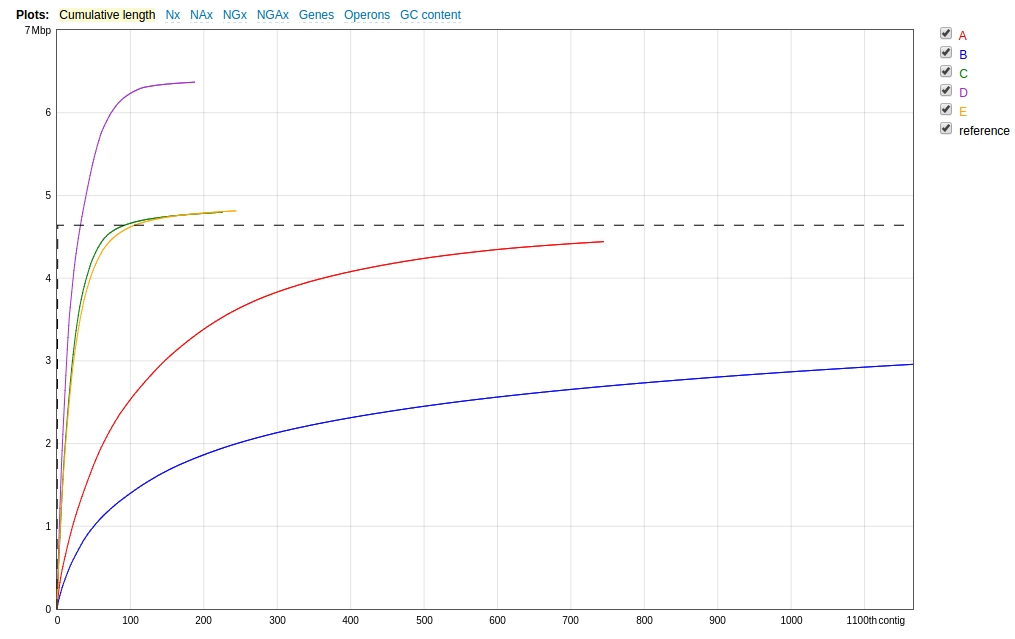 Plots: Cumulative length Nx NAx NGx NGAx Genes Operons GC content
7 Mbp
6
5
4
3
2
1
0
0 100 200 300 400 500 600 700 800 900 1000 1100th contig
A
B
C
D
E
reference